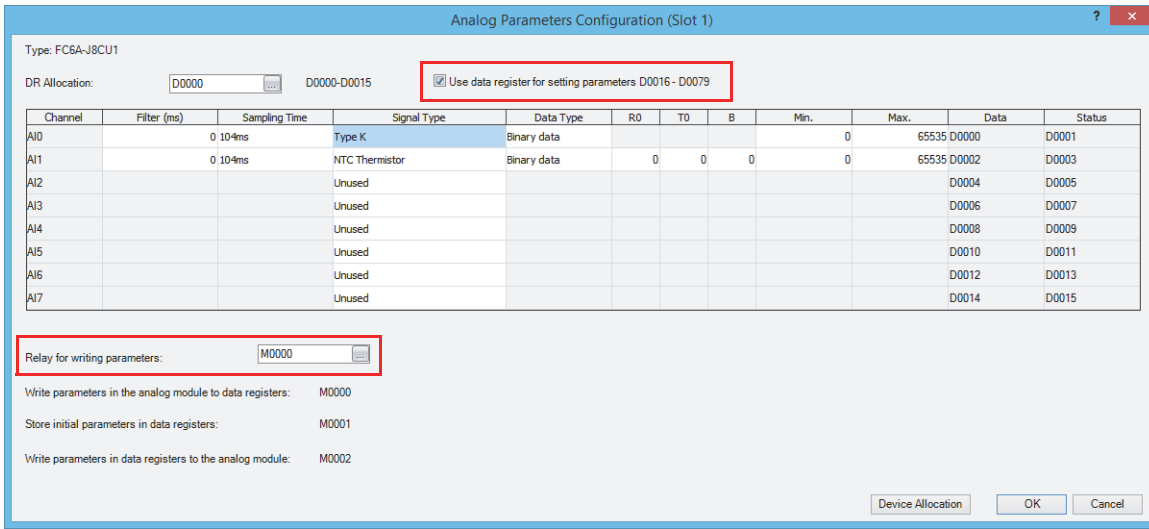 Analog Parameters Configuration (Slot 1)
? ×
Type: FC6A-J8CU1
DR Allocation: D0000 ... D0000-D0015 Use data register for setting parameters D0016 - D0079
Channel Filter (ms) Sampling Time Signal Type Data Type R0 T0 B Min. Max. Data Status
AI0 0 104ms Type K Binary data 0 65535 D0000 D0001
AI1 0 104ms NTC Thermistor Binary data 0 0 0 0 65535 D0002 D0003
AI2 Unused D0004 D0005
AI3 Unused D0006 D0007
AI4 Unused D0008 D0009
AI5 Unused D0010 D0011
AI6 Unused D0012 D0013
AI7 Unused D0014 D0015
Relay for writing parameters: M0000 ...
Write parameters in the analog module to data registers: M0000
Store initial parameters in data registers: M0001
Write parameters in data registers to the analog module: M0002
Device Allocation OK Cancel